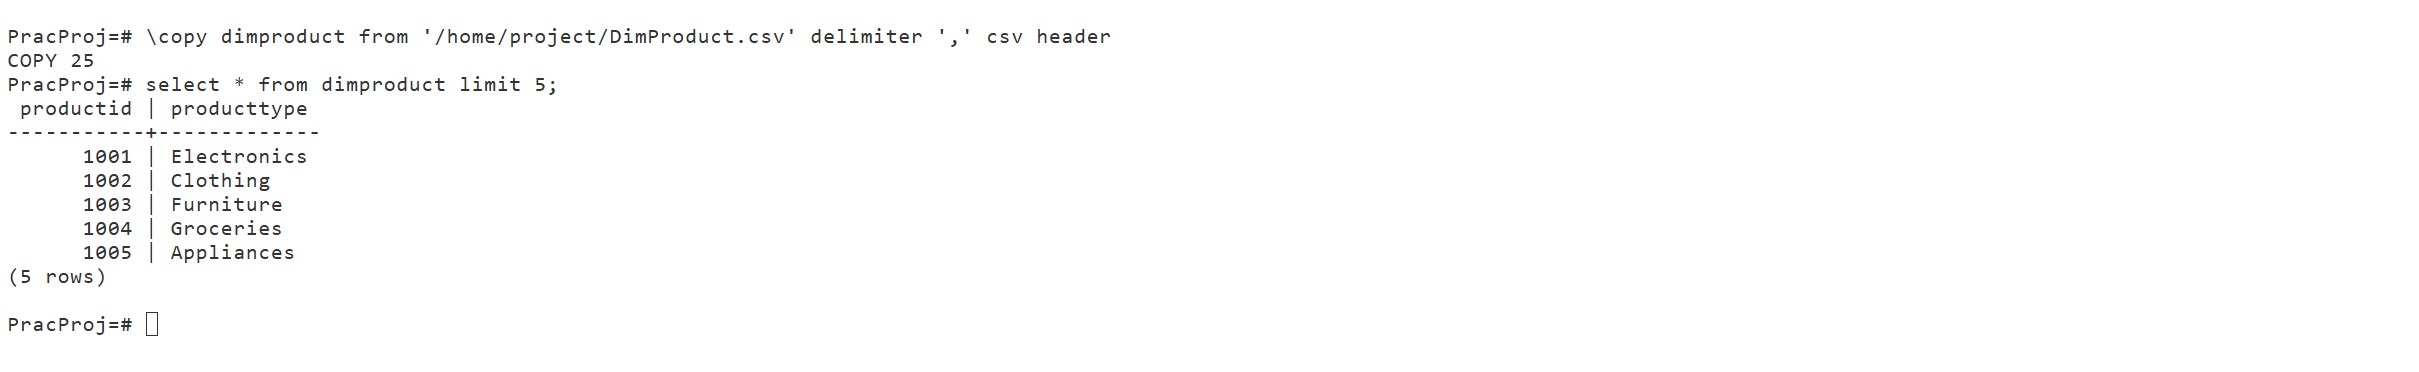 PracProj=# \copy dimproduct from '/home/project/DimProduct.csv' delimiter ',' csv header
COPY 25
PracProj=# select * from dimproduct limit 5;
 productid | producttype
-----------+-------------
      1001 | Electronics
      1002 | Clothing
      1003 | Furniture
      1004 | Groceries
      1005 | Appliances
(5 rows)
PracProj=#